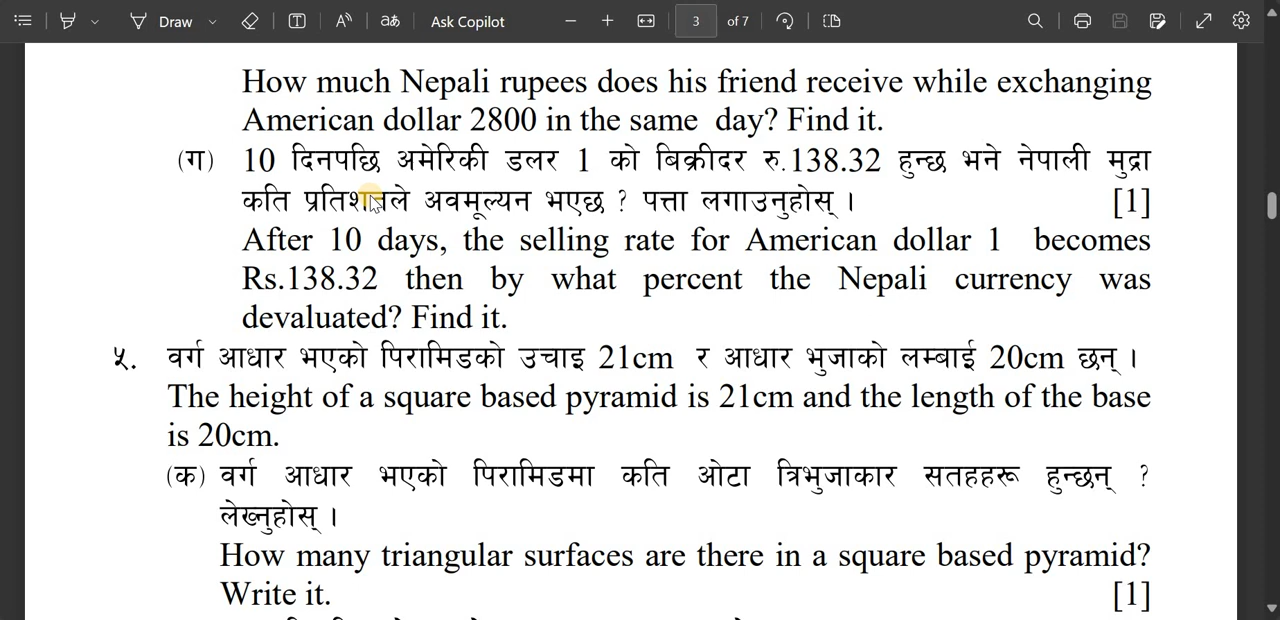 Draw
Ask Copilot
3 of 7
How much Nepali rupees does his friend receive while exchanging
American dollar 2800 in the same day? Find it.
(ग) 10 दिनपछि अमेरिकी डलर 1 को बिक्रीदर रु.138.32 हुन्छ भने नेपाली मुद्रा
कति प्रतिशतले अवमूल्यन भएछ ? पत्ता लगाउनुहोस् । [1]
After 10 days, the selling rate for American dollar 1 becomes
Rs.138.32 then by what percent the Nepali currency was
devaluated? Find it.
५. वर्ग आधार भएको पिरामिडको उचाइ 21cm र आधार भुजाको लम्बाई 20cm छन् ।
The height of a square based pyramid is 21cm and the length of the base
is 20cm.
(क) वर्ग आधार भएको पिरामिडमा कति ओटा त्रिभुजाकार सतहहरू हुन्छन् ?
लेख्नुहोस् ।
How many triangular surfaces are there in a square based pyramid?
Write it. [1]